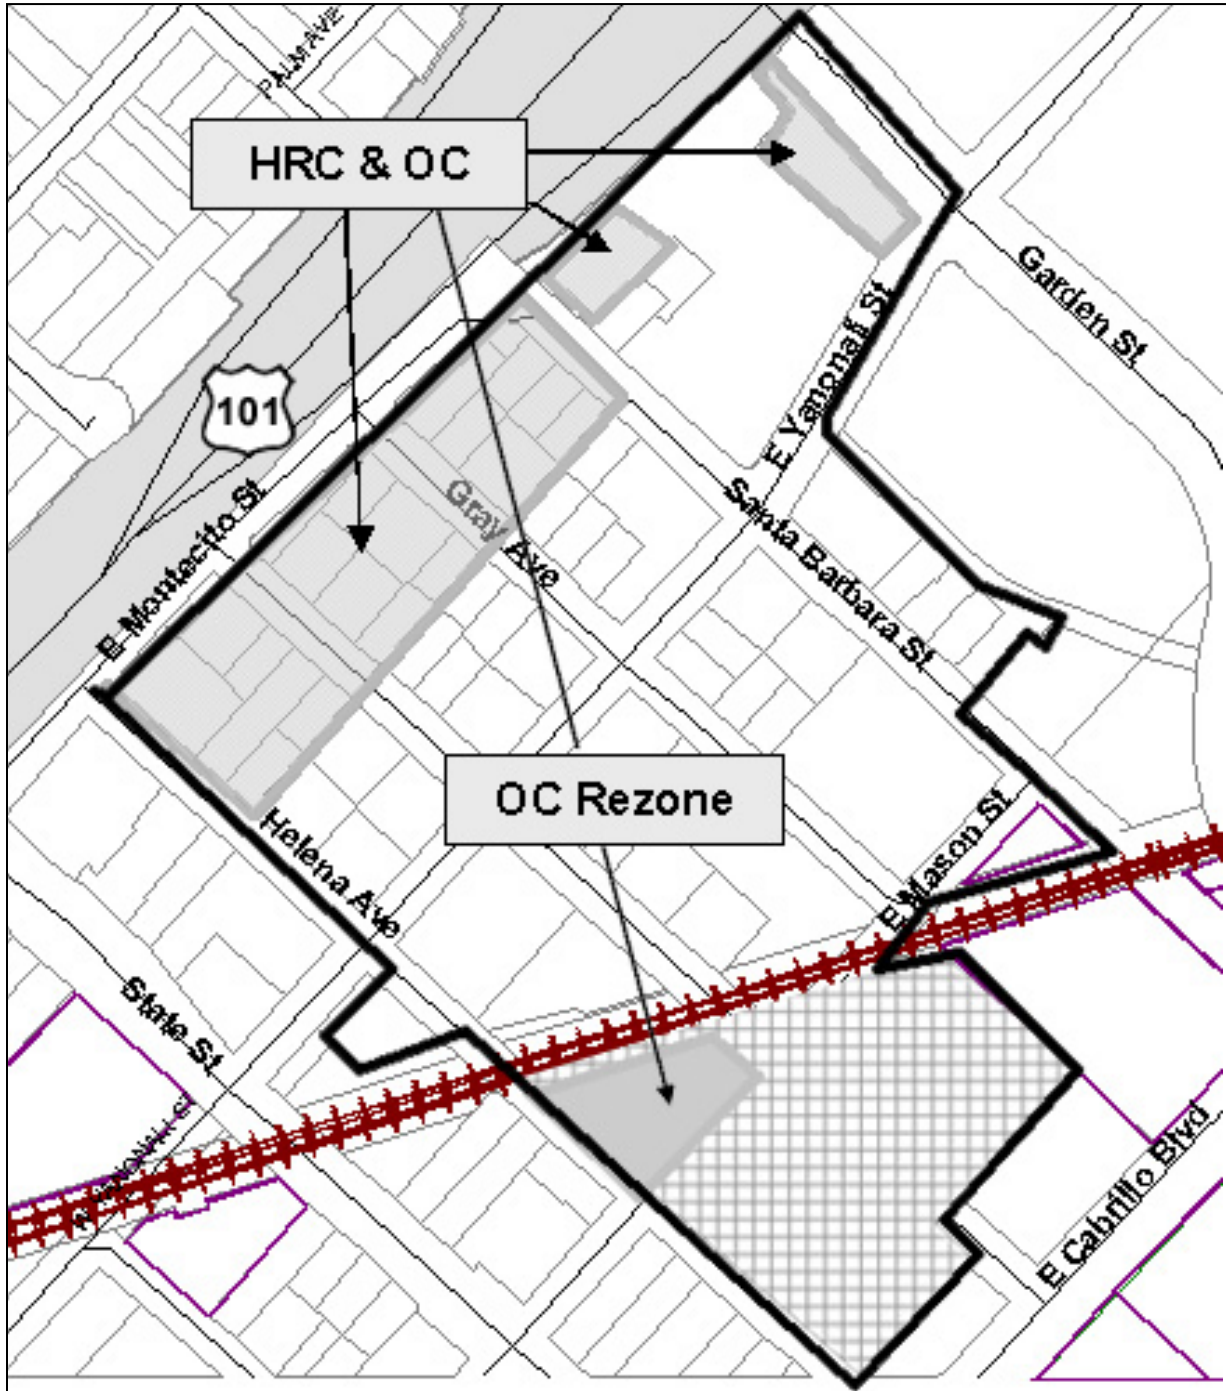 PALM AVE
HRC & OC
Garden St
E Yanonali St
101
Gray Ave
Santa Barbara St
E Montecito St
OC Rezone
E Mason St
Helena Ave
State St
E Cabrillo Blvd